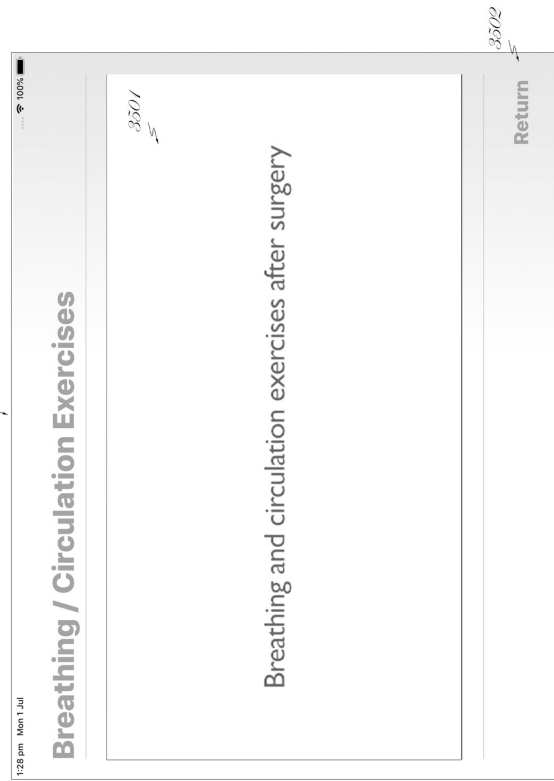 1:28 pm Mon 1 Jul 100%
Breathing / Circulation Exercises
3501
Breathing and circulation exercises after surgery
Return
3502